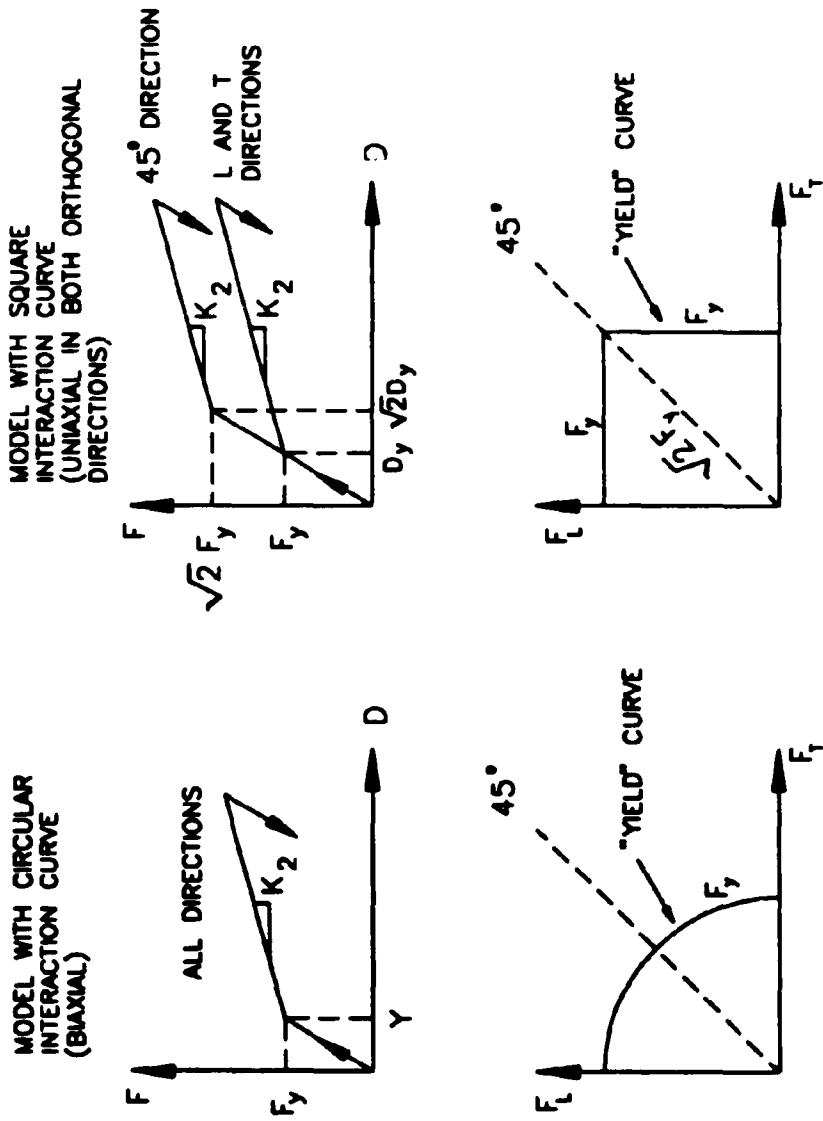 MODEL WITH CIRCULAR
INTERACTION CURVE
(BIAXIAL)
F
ALL DIRECTIONS
K2
Fy
Y
D
FL
45°
"YIELD" CURVE
Fy
FT
MODEL WITH SQUARE
INTERACTION CURVE
(UNIAXIAL IN BOTH ORTHOGONAL
DIRECTIONS)
F
45° DIRECTION
K2
L AND T
DIRECTIONS
√2 Fy
K2
Fy
Dy √2Dy
D
FL
45°
"YIELD" CURVE
Fy
Fy
√2 Fy
FT